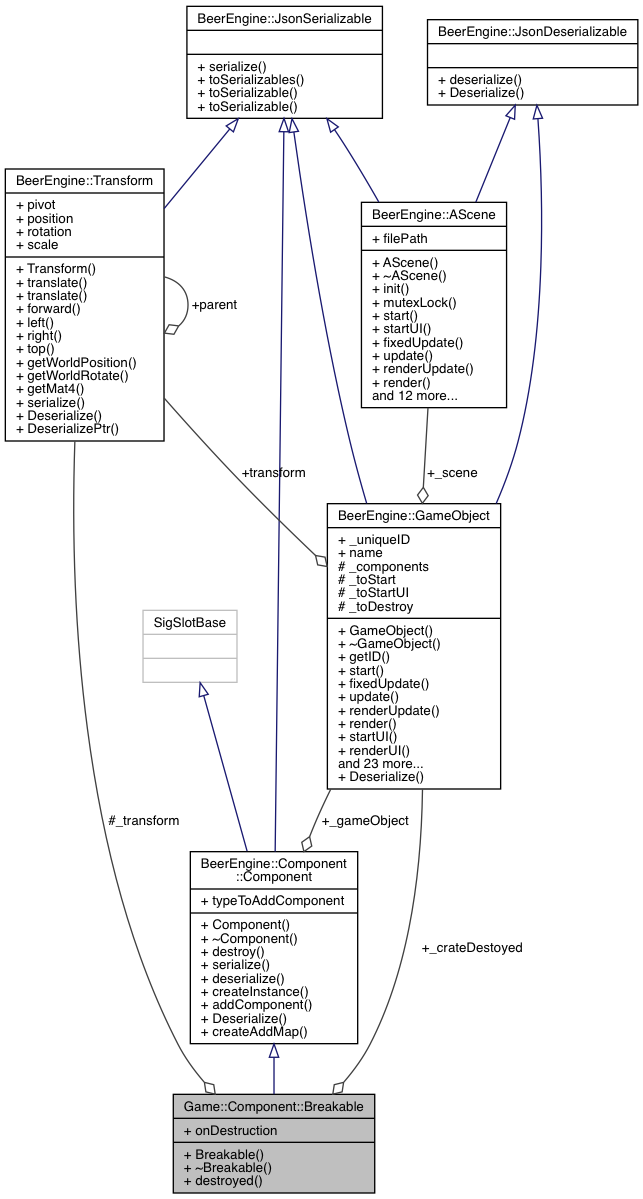 BeerEngine::JsonSerializable
+ serialize()
+ toSerializables()
+ toSerializable()
+ toSerializable()
BeerEngine::JsonDeserializable
+ deserialize()
+ Deserialize()
BeerEngine::Transform
+ pivot
+ position
+ rotation
+ scale
+ Transform()
+ translate()
+ translate()
+ forward()
+ left()
+ right()
+ top()
+ getWorldPosition()
+ getWorldRotate()
+ getMat4()
+ serialize()
+ Deserialize()
+ DeserializePtr()
+parent
BeerEngine::AScene
+ filePath
+ AScene()
+ ~AScene()
+ init()
+ mutexLock()
+ start()
+ startUI()
+ fixedUpdate()
+ update()
+ renderUpdate()
+ render()
and 12 more...
+transform
+_scene
BeerEngine::GameObject
+ _uniqueID
+ name
# _components
# _toStart
# _toStartUI
# _toDestroy
+ GameObject()
+ ~GameObject()
+ getID()
+ start()
+ fixedUpdate()
+ update()
+ renderUpdate()
+ render()
+ startUI()
+ renderUI()
and 23 more...
+ Deserialize()
SigSlotBase
#_transform
+_gameObject
BeerEngine::Component
::Component
+ typeToAddComponent
+ Component()
+ ~Component()
+ destroy()
+ serialize()
+ deserialize()
+ createInstance()
+ addComponent()
+ Deserialize()
+ createAddMap()
+_crateDestoyed
Game::Component::Breakable
+ onDestruction
+ Breakable()
+ ~Breakable()
+ destroyed()